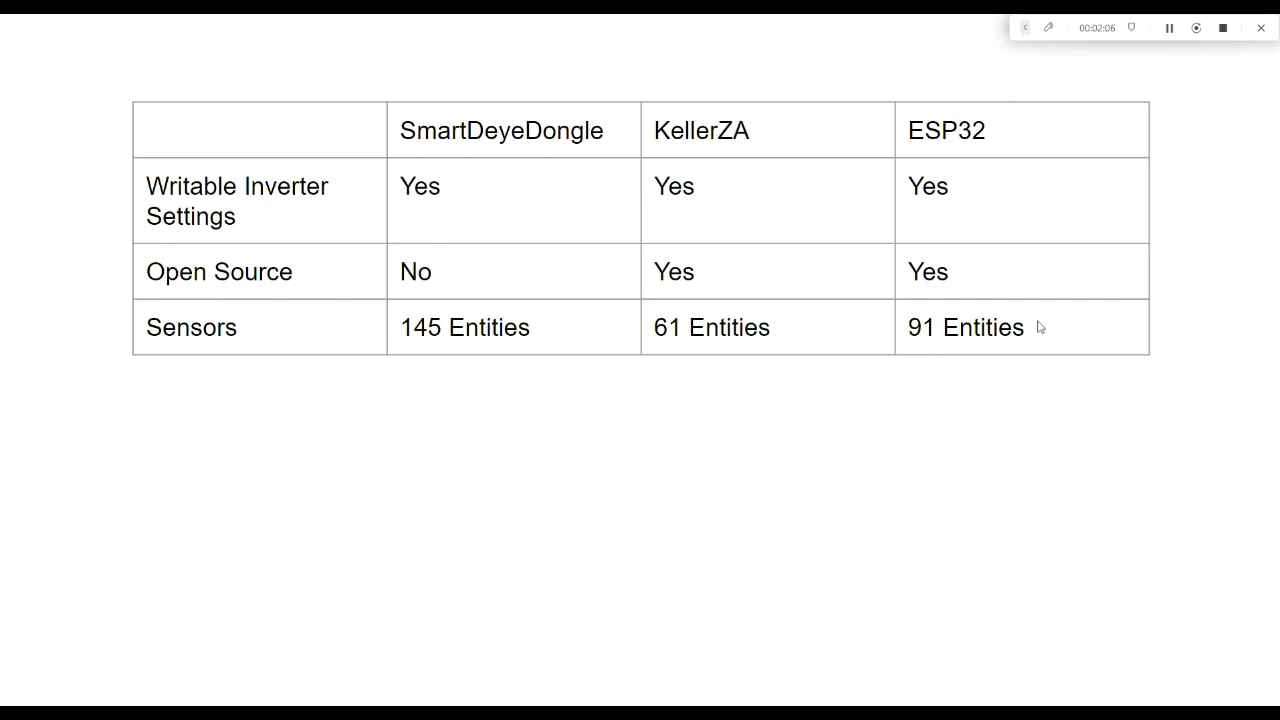 00:02:06
SmartDeyeDongle KellerZA ESP32
Writable Inverter Yes Yes Yes
Settings
Open Source No Yes Yes
Sensors 145 Entities 61 Entities 91 Entities